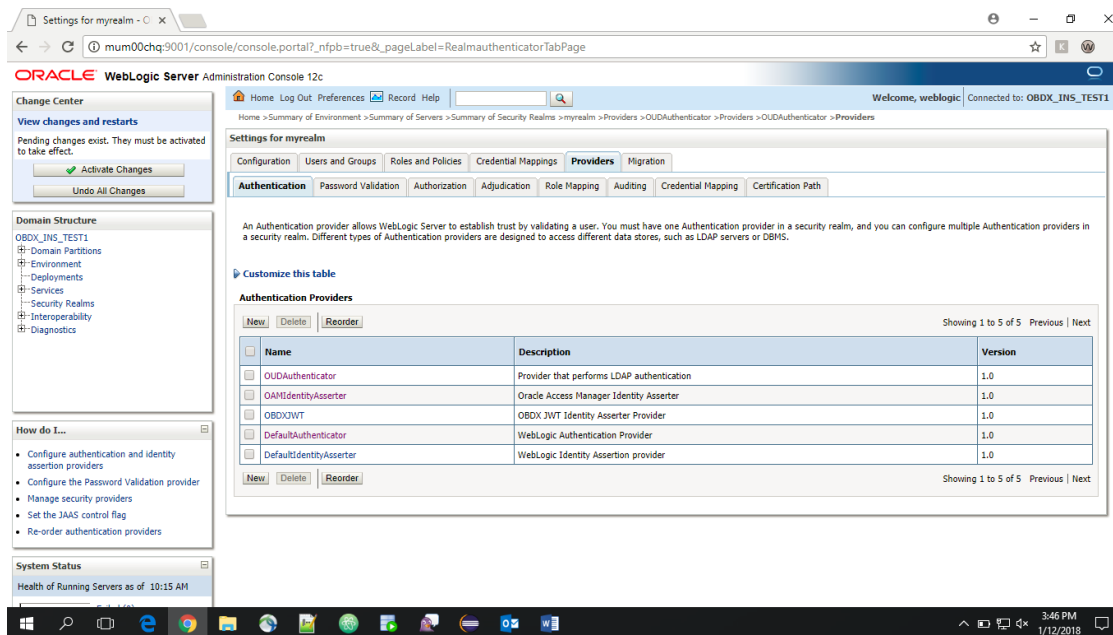 Settings for myrealm - O
mum00chq:9001/console/console.portal?_nfpb=true&_pageLabel=RealmauthenticatorTabPage
ORACLE WebLogic Server Administration Console 12c
Change Center
View changes and restarts
Pending changes exist. They must be activated
to take effect.
Activate Changes
Undo All Changes
Domain Structure
OBDX_INS_TEST1
Domain Partitions
Environment
Deployments
Services
Security Realms
Interoperability
Diagnostics
How do I...
Configure authentication and identity
assertion providers
Configure the Password Validation provider
Manage security providers
Set the JAAS control flag
Re-order authentication providers
System Status
Health of Running Servers as of 10:15 AM
Home Log Out Preferences Record Help
Welcome, weblogic Connected to: OBDX_INS_TEST1
Home >Summary of Environment >Summary of Servers >Summary of Security Realms >myrealm >Providers >OUDAuthenticator >Providers >OUDAuthenticator >Providers
Settings for myrealm
Configuration Users and Groups Roles and Policies Credential Mappings Providers Migration
Authentication Password Validation Authorization Adjudication Role Mapping Auditing Credential Mapping Certification Path
An Authentication provider allows WebLogic Server to establish trust by validating a user. You must have one Authentication provider in a security realm, and you can configure multiple Authentication providers in
a security realm. Different types of Authentication providers are designed to access different data stores, such as LDAP servers or DBMS.
Customize this table
Authentication Providers
New Delete Reorder Showing 1 to 5 of 5 Previous | Next
Name Description Version
OUDAuthenticator Provider that performs LDAP authentication 1.0
OAMIdentityAsserter Oracle Access Manager Identity Asserter 1.0
OBDXJWT OBDX JWT Identity Asserter Provider 1.0
DefaultAuthenticator WebLogic Authentication Provider 1.0
DefaultIdentityAsserter WebLogic Identity Assertion provider 1.0
New Delete Reorder Showing 1 to 5 of 5 Previous | Next
3:46 PM
1/12/2018